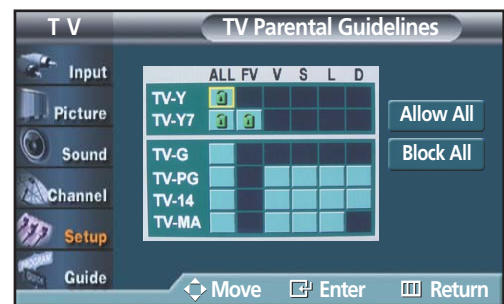 T V
TV Parental Guidelines
Input
Picture
Sound
Channel
Setup
Guide
ALL FV V S L D
TV-Y
TV-Y7
TV-G
TV-PG
TV-14
TV-MA
Allow All
Block All
Move Enter Return